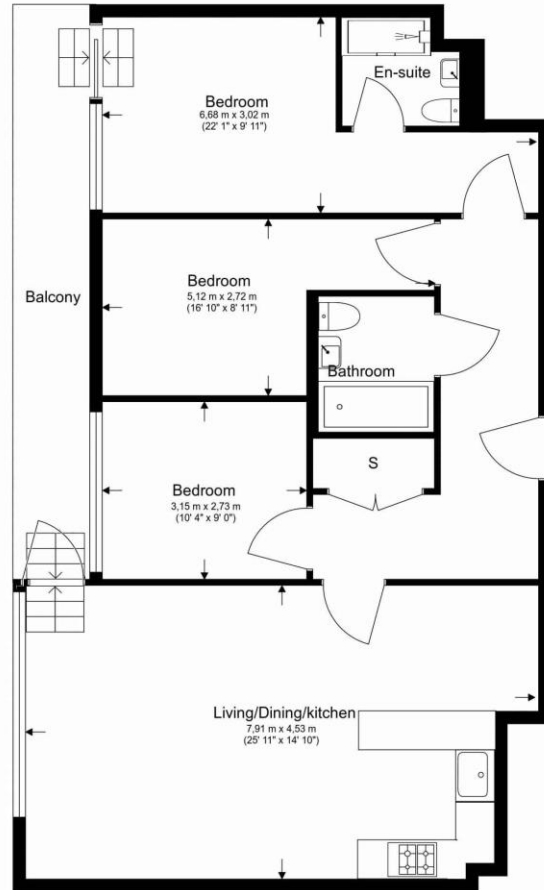 Bedroom
6,68 m x 3,02 m
(22' 1" x 9' 11")
En-suite
Balcony
Bedroom
5,12 m x 2,72 m
(16' 10" x 8' 11")
Bathroom
S
Bedroom
3,15 m x 2,73 m
(10' 4" x 9' 0")
Living/Dining/kitchen
7,91 m x 4,53 m
(25' 11" x 14' 10")